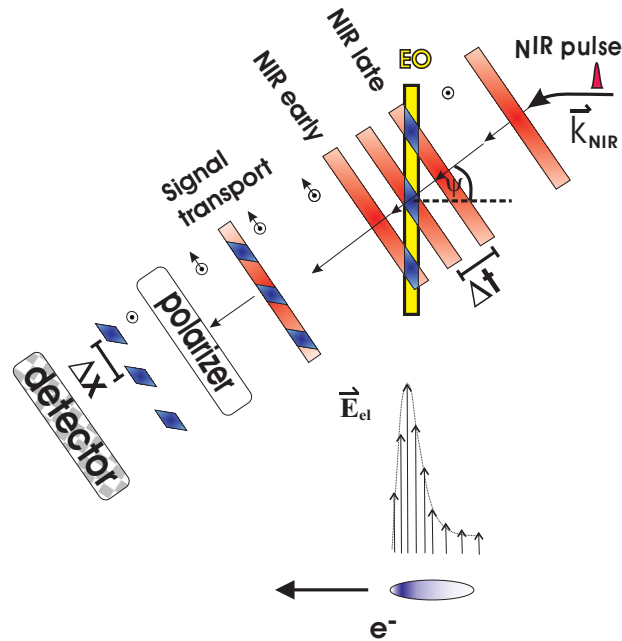 NIR pulse
k NIR
EO
NIR late
NIR early
Signal
transport
ψ
Δt
polarizer
Δx
detector
E el
e-